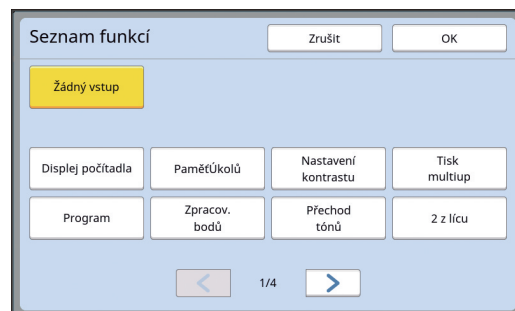 Seznam funkcí
Zrušit
OK
Žádný vstup
Displej počítadla
PaměťÚkolů
Nastavení
kontrastu
Tisk
multiup
Program
Zpracov.
bodů
Přechod
tónů
2 z lícu
1/4